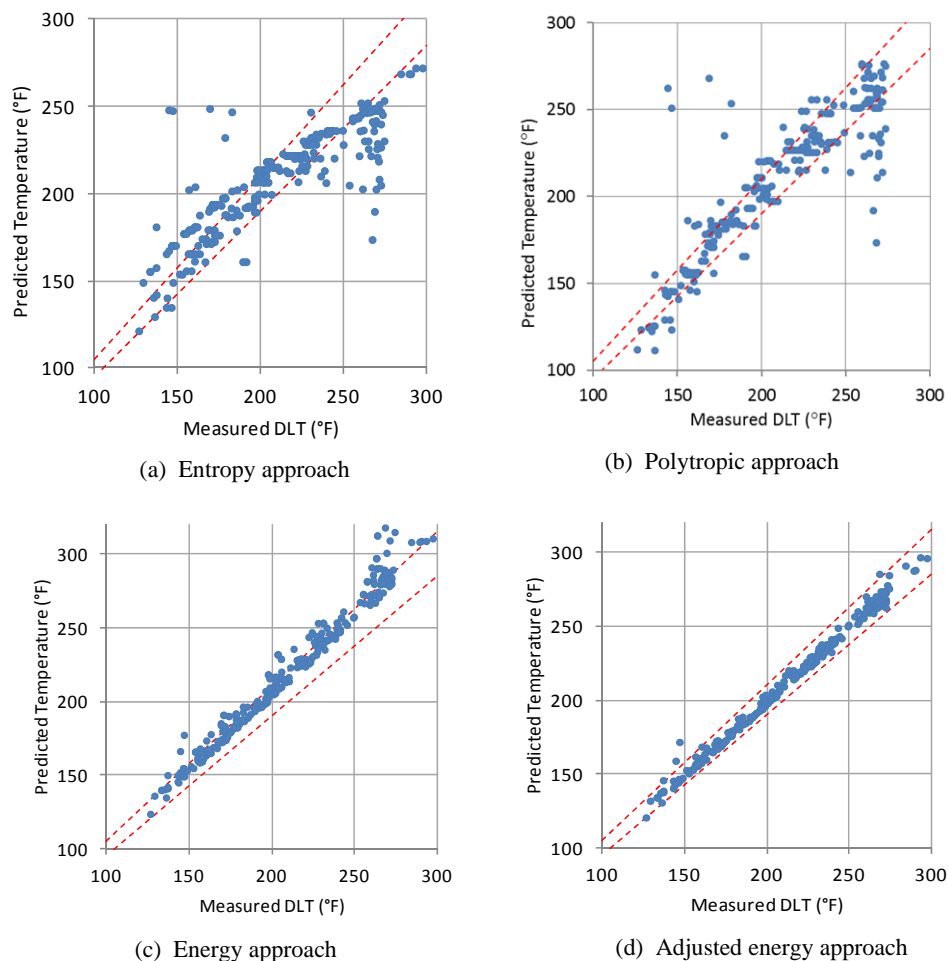 300
250
200
150
100
Predicted Temperature (°F)
100 150 200 250 300
Measured DLT (°F)
(a) Entropy approach
300
250
200
150
100
Predicted Temperature (°F)
100 150 200 250 300
Measured DLT (°F)
(b) Polytropic approach
300
250
200
150
100
Predicted Temperature (°F)
100 150 200 250 300
Measured DLT (°F)
(c) Energy approach
300
250
200
150
100
Predicted Temperature (°F)
100 150 200 250 300
Measured DLT (°F)
(d) Adjusted energy approach